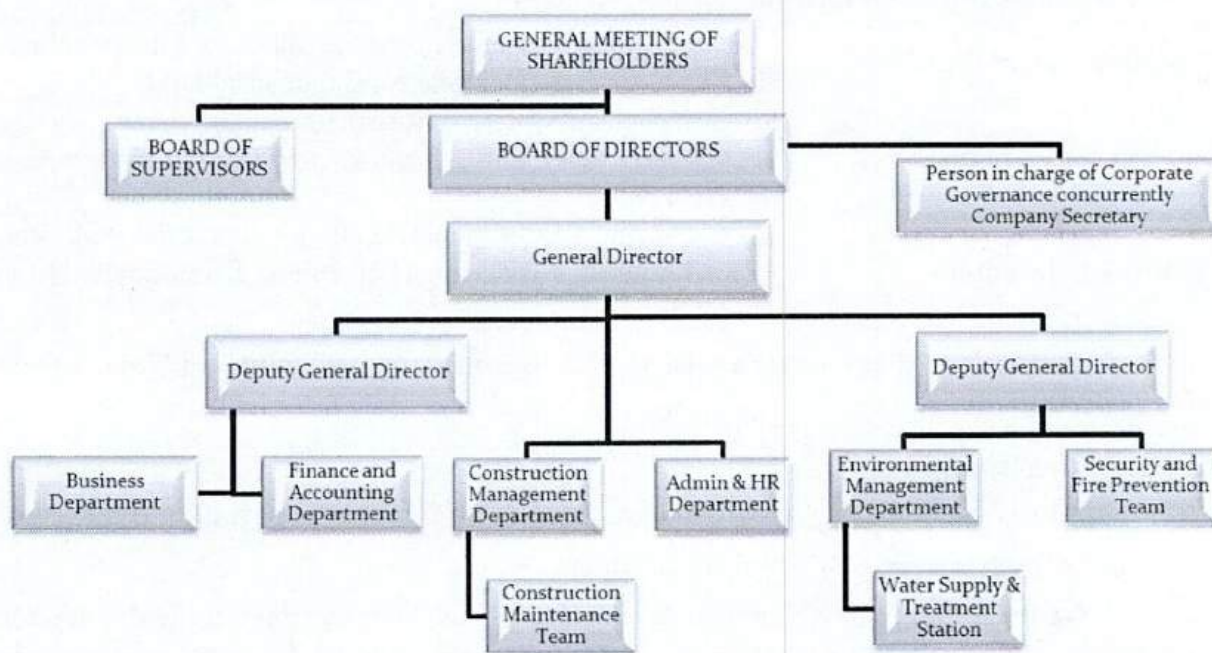 GENERAL MEETING OF
SHAREHOLDERS
BOARD OF
SUPERVISORS
BOARD OF DIRECTORS
Person in charge of Corporate
Governance concurrently
Company Secretary
General Director
Deputy General Director
Deputy General Director
Business
Department
Finance and
Accounting
Department
Construction
Management
Department
Admin & HR
Department
Environmental
Management
Department
Security and
Fire Prevention
Team
Construction
Maintenance
Team
Water Supply &
Treatment
Station